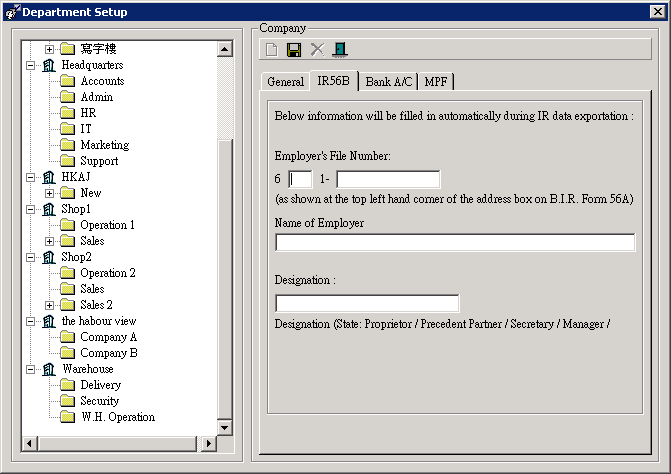 Department Setup
寫字樓
Headquarters
Accounts
Admin
HR
IT
Marketing
Support
HKAJ
New
Shop1
Operation 1
Sales
Shop2
Operation 2
Sales
Sales 2
the habour view
Company A
Company B
Warehouse
Delivery
Security
W.H. Operation
Company
General IR56B Bank A/C MPF
Below information will be filled in automatically during IR data exportation :
Employer's File Number:
6 1-
(as shown at the top left hand corner of the address box on B.I.R. Form 56A)
Name of Employer
Designation :
Designation (State: Proprietor / Precedent Partner / Secretary / Manager /